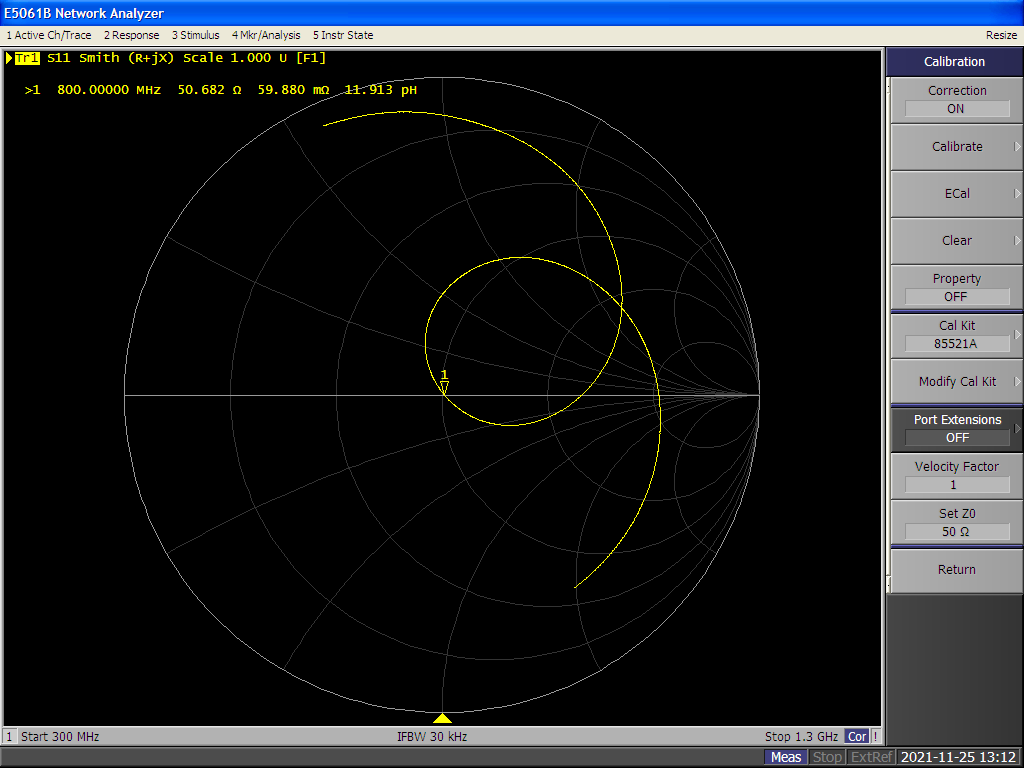 E5061B Network Analyzer
1 Active Ch/Trace 2 Response 3 Stimulus 4 Mkr/Analysis 5 Instr State Resize
Tr1 S11 Smith (R+jX) Scale 1.000 U [F1]
>1 800.00000 MHz 50.682 Ω 59.880 mΩ 11.913 pH
1
Calibration
Correction
ON
Calibrate
ECal
Clear
Property
OFF
Cal Kit
85521A
Modify Cal Kit
Port Extensions
OFF
Velocity Factor
1
Set Z0
50 Ω
Return
1 Start 300 MHz IFBW 30 kHz Stop 1.3 GHz Cor !
Meas Stop ExtRef 2021-11-25 13:12